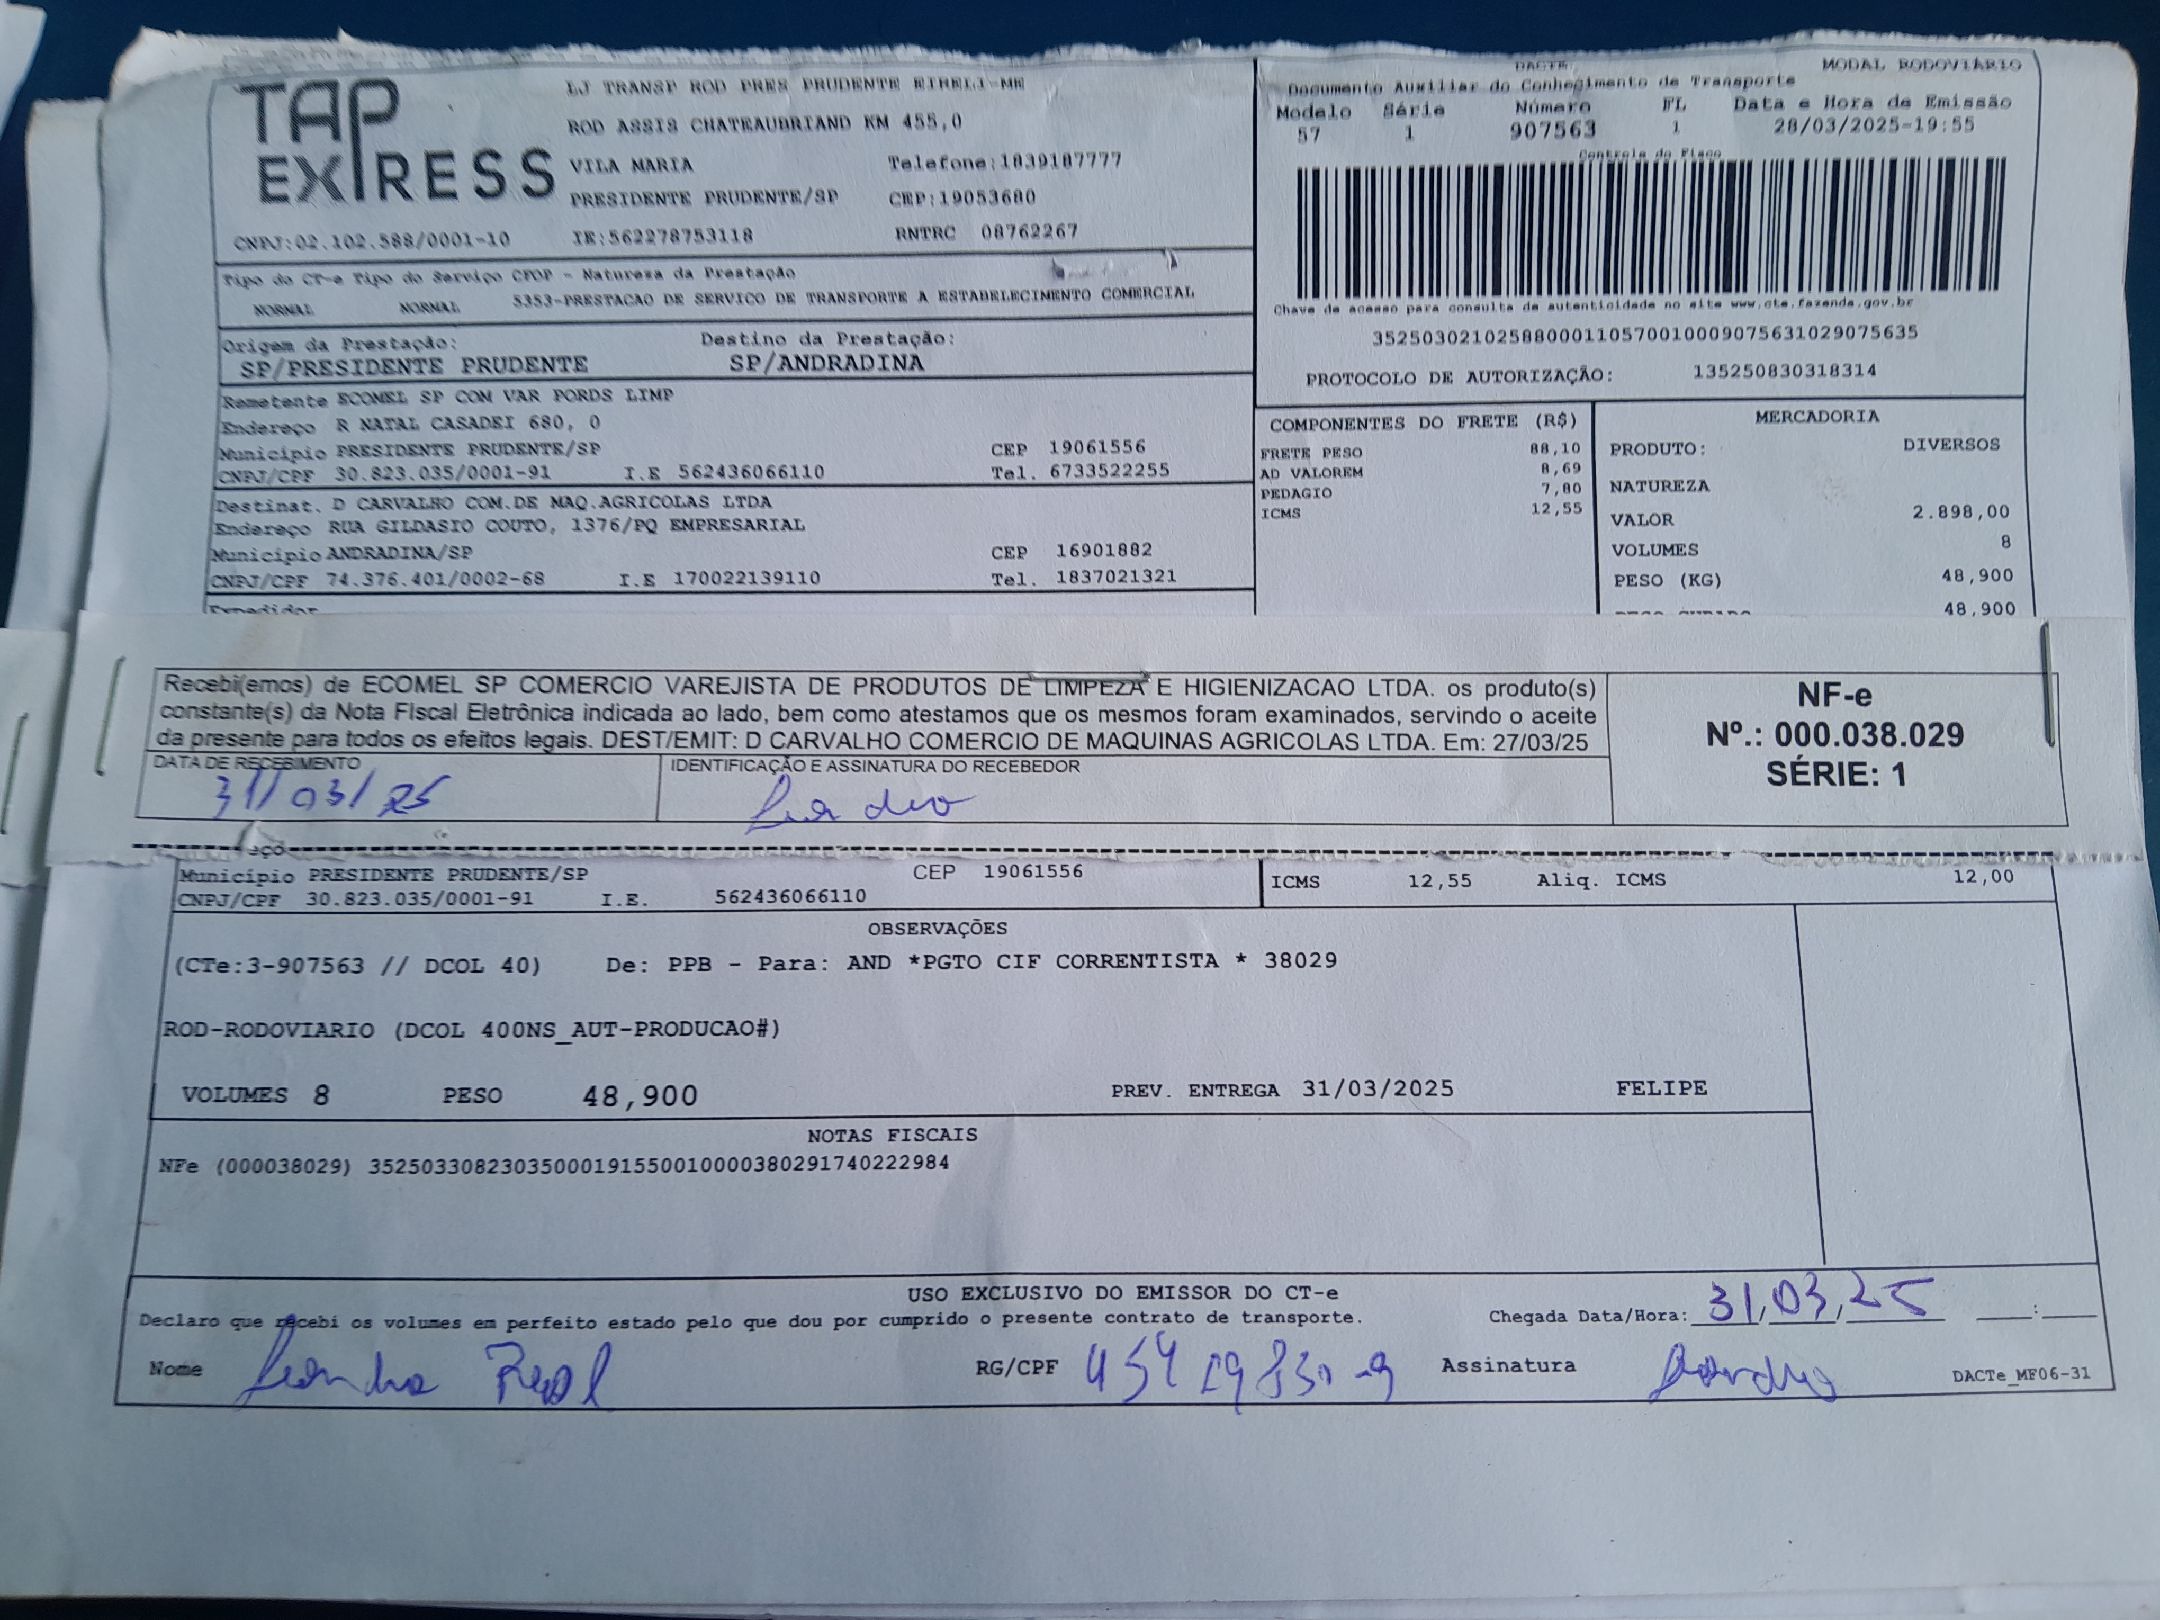 TAP
EXPRESS
LJ TRANSP ROD PRES PRUDENTE EIRELI-ME
ROD ASSIS CHATEAUBRIAND KM 455,0
VILA MARIA Telefone:1839187777
PRESIDENTE PRUDENTE/SP CEP:19053680
CNPJ:02.102.588/0001-10 IE:562278753118 RNTRC 08762267
DACTE MODAL RODOVIÁRIO
Documento Auxiliar do Conhecimento de Transporte
Modelo Série Número FL Data e Hora de Emissão
57 1 907563 1 28/03/2025-19:55
Controle do Fisco
Chave de acesso para consulta de autenticidade no site www.cte.fazenda.gov.br
35250302102588000110570010009075631029075635
PROTOCOLO DE AUTORIZAÇÃO: 135250830318314
Tipo do CT-e Tipo do Serviço CFOP - Natureza da Prestação
NORMAL NORMAL 5353-PRESTACAO DE SERVICO DE TRANSPORTE A ESTABELECIMENTO COMERCIAL
Origem da Prestação: Destino da Prestação:
SP/PRESIDENTE PRUDENTE SP/ANDRADINA
Remetente ECOMEL SP COM VAR PORDS LIMP
Endereço R NATAL CASADEI 680, 0
Município PRESIDENTE PRUDENTE/SP CEP 19061556
CNPJ/CPF 30.823.035/0001-91 I.E 562436066110 Tel. 6733522255
Destinat. D CARVALHO COM.DE MAQ.AGRICOLAS LTDA
Endereço RUA GILDASIO COUTO, 1376/PQ EMPRESARIAL
Município ANDRADINA/SP CEP 16901882
CNPJ/CPF 74.376.401/0002-68 I.E 170022139110 Tel. 1837021321
Expedidor
COMPONENTES DO FRETE (R$)
FRETE PESO 88,10
AD VALOREM 8,69
PEDAGIO 7,80
ICMS 12,55
MERCADORIA
PRODUTO: DIVERSOS
NATUREZA
VALOR 2.898,00
VOLUMES 8
PESO (KG) 48,900
48,900
Recebi(emos) de ECOMEL SP COMERCIO VAREJISTA DE PRODUTOS DE LIMPEZA E HIGIENIZACAO LTDA. os produto(s)
constante(s) da Nota Fiscal Eletrônica indicada ao lado, bem como atestamos que os mesmos foram examinados, servindo o aceite
da presente para todos os efeitos legais. DEST/EMIT: D CARVALHO COMERCIO DE MAQUINAS AGRICOLAS LTDA. Em: 27/03/25
DATA DE RECEBIMENTO IDENTIFICAÇÃO E ASSINATURA DO RECEBEDOR
31/03/25
NF-e
Nº.: 000.038.029
SÉRIE: 1
Município PRESIDENTE PRUDENTE/SP CEP 19061556
CNPJ/CPF 30.823.035/0001-91 I.E. 562436066110
ICMS 12,55 Aliq. ICMS 12,00
OBSERVAÇÕES
(CTe:3-907563 // DCOL 40) De: PPB - Para: AND *PGTO CIF CORRENTISTA * 38029
ROD-RODOVIARIO (DCOL 400NS_AUT-PRODUCAO#)
VOLUMES 8 PESO 48,900 PREV. ENTREGA 31/03/2025 FELIPE
NOTAS FISCAIS
NFe (000038029) 35250330823035000191550010000380291740222984
USO EXCLUSIVO DO EMISSOR DO CT-e
Declaro que recebi os volumes em perfeito estado pelo que dou por cumprido o presente contrato de transporte. Chegada Data/Hora: 31/03/25 :
Nome RG/CPF Assinatura DACTe_MF06-31